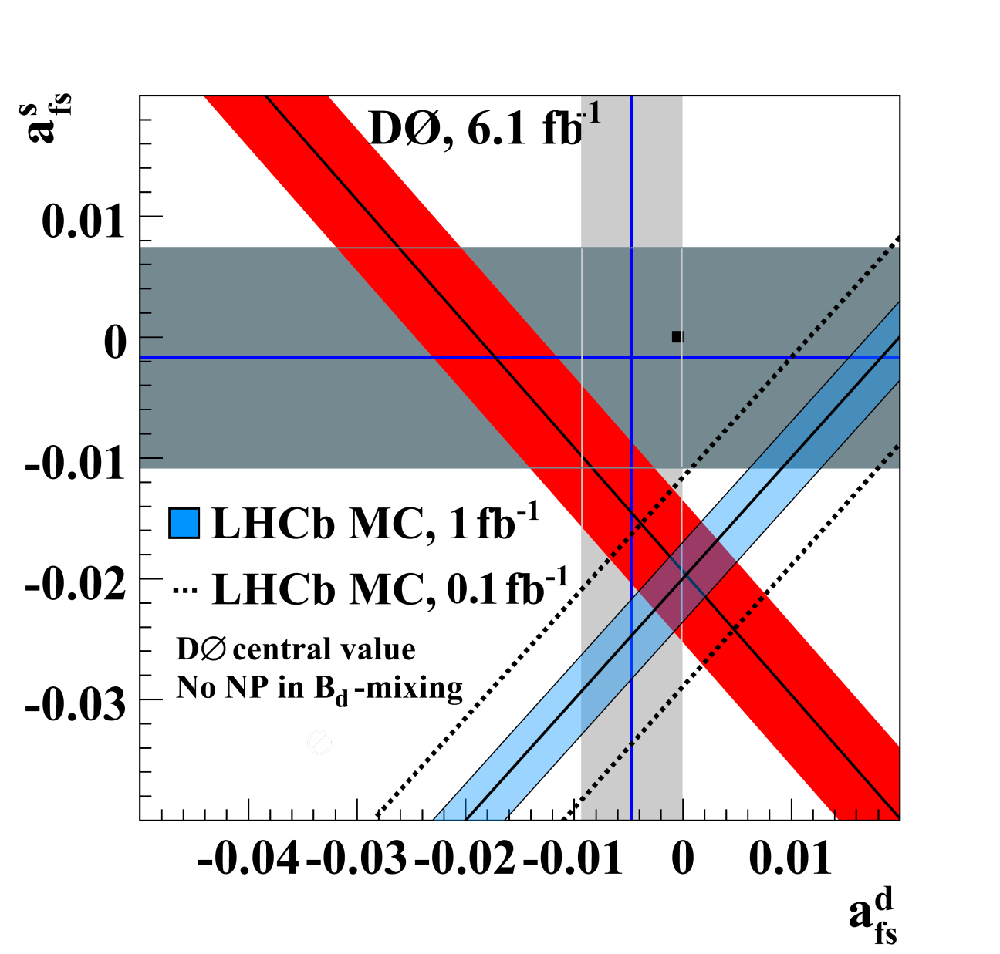 a^s_fs
DØ, 6.1 fb^-1
0.01
0
-0.01
-0.02
-0.03
LHCb MC, 1 fb^-1
LHCb MC, 0.1 fb^-1
DØ central value
No NP in B_d-mixing
-0.04 -0.03 -0.02 -0.01 0 0.01
a^d_fs